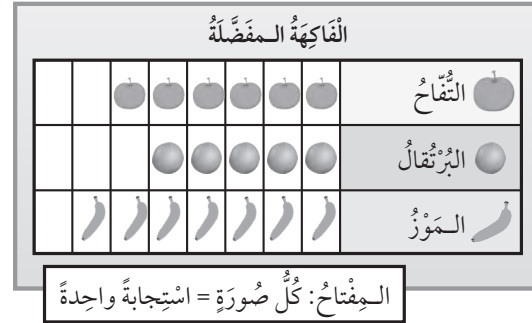 الْفَاكِهَةُ الـمفَضَّلَةُ
التُّفّاحُ
البُرْتُقالُ
الـمَوْزُ
الـمِفْتاحُ: كُلُّ صُورَةٍ = اسْتِجابةً واحِدةً